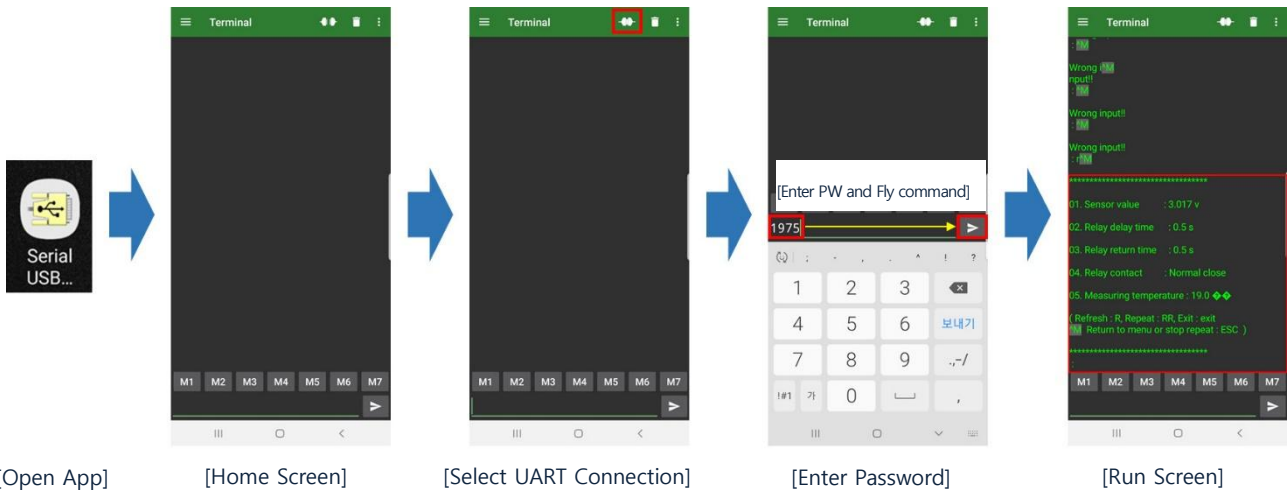 Serial
USB...
[Open App]
Terminal
M1 M2 M3 M4 M5 M6 M7
[Home Screen]
Terminal
M1 M2 M3 M4 M5 M6 M7
[Select UART Connection]
Terminal
[Enter PW and Fly command]
1975
; - , . ^ ! ?
1 2 3
4 5 6 보내기
7 8 9 .,-/
!#1 가 0 ,
[Enter Password]
Terminal
: ^M
Wrong i^M
nput!!
: ^M
Wrong input!!
: ^M
Wrong input!!
: r^M
***********************************
01. Sensor value : 3.017 v
02. Relay delay time : 0.5 s
03. Relay return time : 0.5 s
04. Relay contact : Normal close
05. Measuring temperature : 19.0 ��
( Refresh : R, Repeat : RR, Exit : exit
^M Return to menu or stop repeat : ESC )
***********************************
:
M1 M2 M3 M4 M5 M6 M7
[Run Screen]